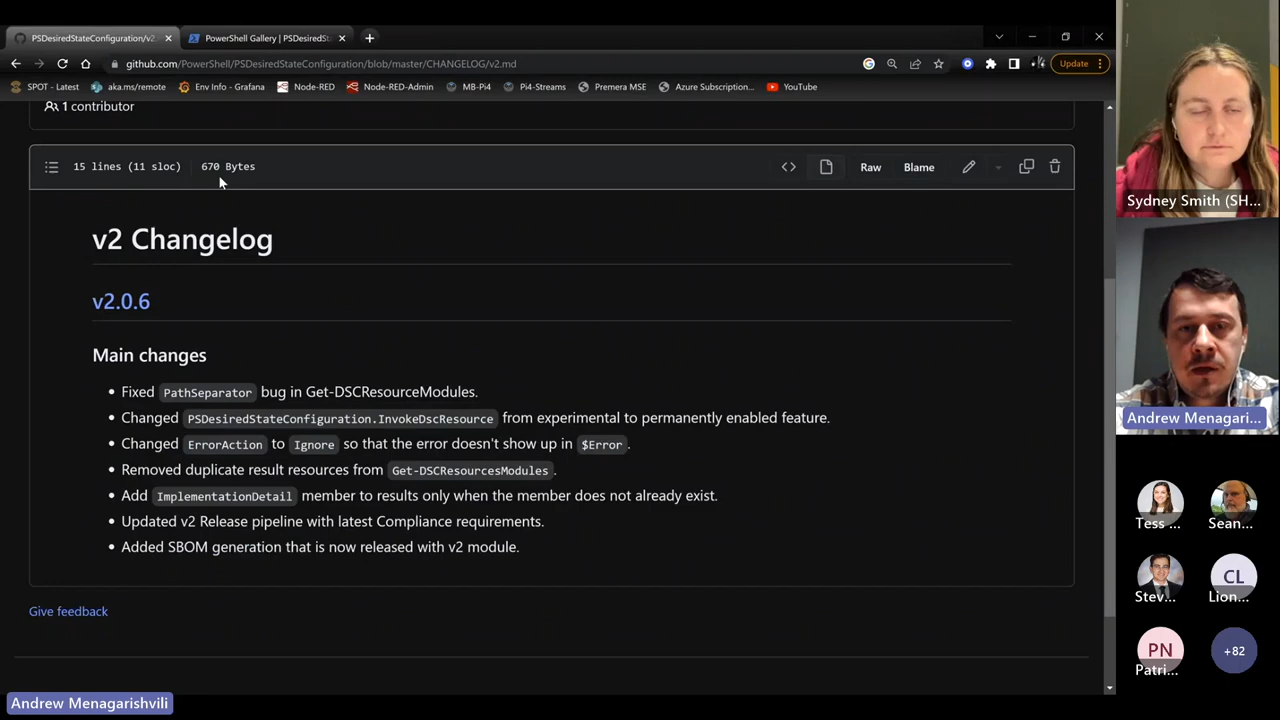 PSDesiredStateConfiguration/v2
PowerShell Gallery | PSDesiredSt
github.com/PowerShell/PSDesiredStateConfiguration/blob/master/CHANGELOG/v2.md
Update
SPOT - Latest
aka.ms/remote
Env Info - Grafana
Node-RED
Node-RED-Admin
MB-Pi4
Pi4-Streams
Premera MSE
Azure Subscription...
YouTube
1 contributor
15 lines (11 sloc) 670 Bytes
Raw
Blame
v2 Changelog
v2.0.6
Main changes
Fixed PathSeparator bug in Get-DSCResourceModules.
Changed PSDesiredStateConfiguration.InvokeDscResource from experimental to permanently enabled feature.
Changed ErrorAction to Ignore so that the error doesn't show up in $Error.
Removed duplicate result resources from Get-DSCResourcesModules.
Add ImplementationDetail member to results only when the member does not already exist.
Updated v2 Release pipeline with latest Compliance requirements.
Added SBOM generation that is now released with v2 module.
Give feedback
Andrew Menagarishvili
Sydney Smith (SH...
Andrew Menagari...
Tess ...
Sean...
Stev...
CL
Lion...
PN
Patri...
+82